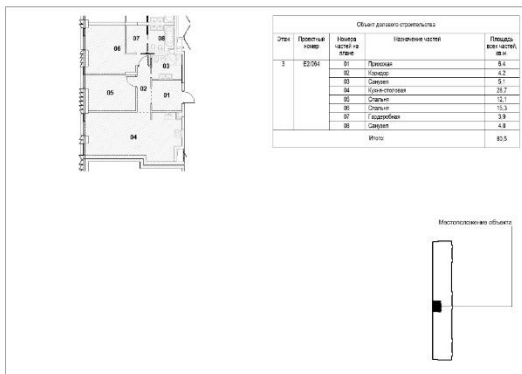 06
07
08
03
05
02
01
04
Объект долевого строительства
Этаж Проектный номер Номера частей на плане Назначение частей Площадь всех частей, кв.м
3 Е2/064 01 Прихожая 8,4
02 Коридор 4,2
03 Санузел 5,1
04 Кухня-столовая 26,7
05 Спальня 12,1
06 Спальня 15,3
07 Гардеробная 3,9
08 Санузел 4,8
Итого: 80,5
Местоположение объекта